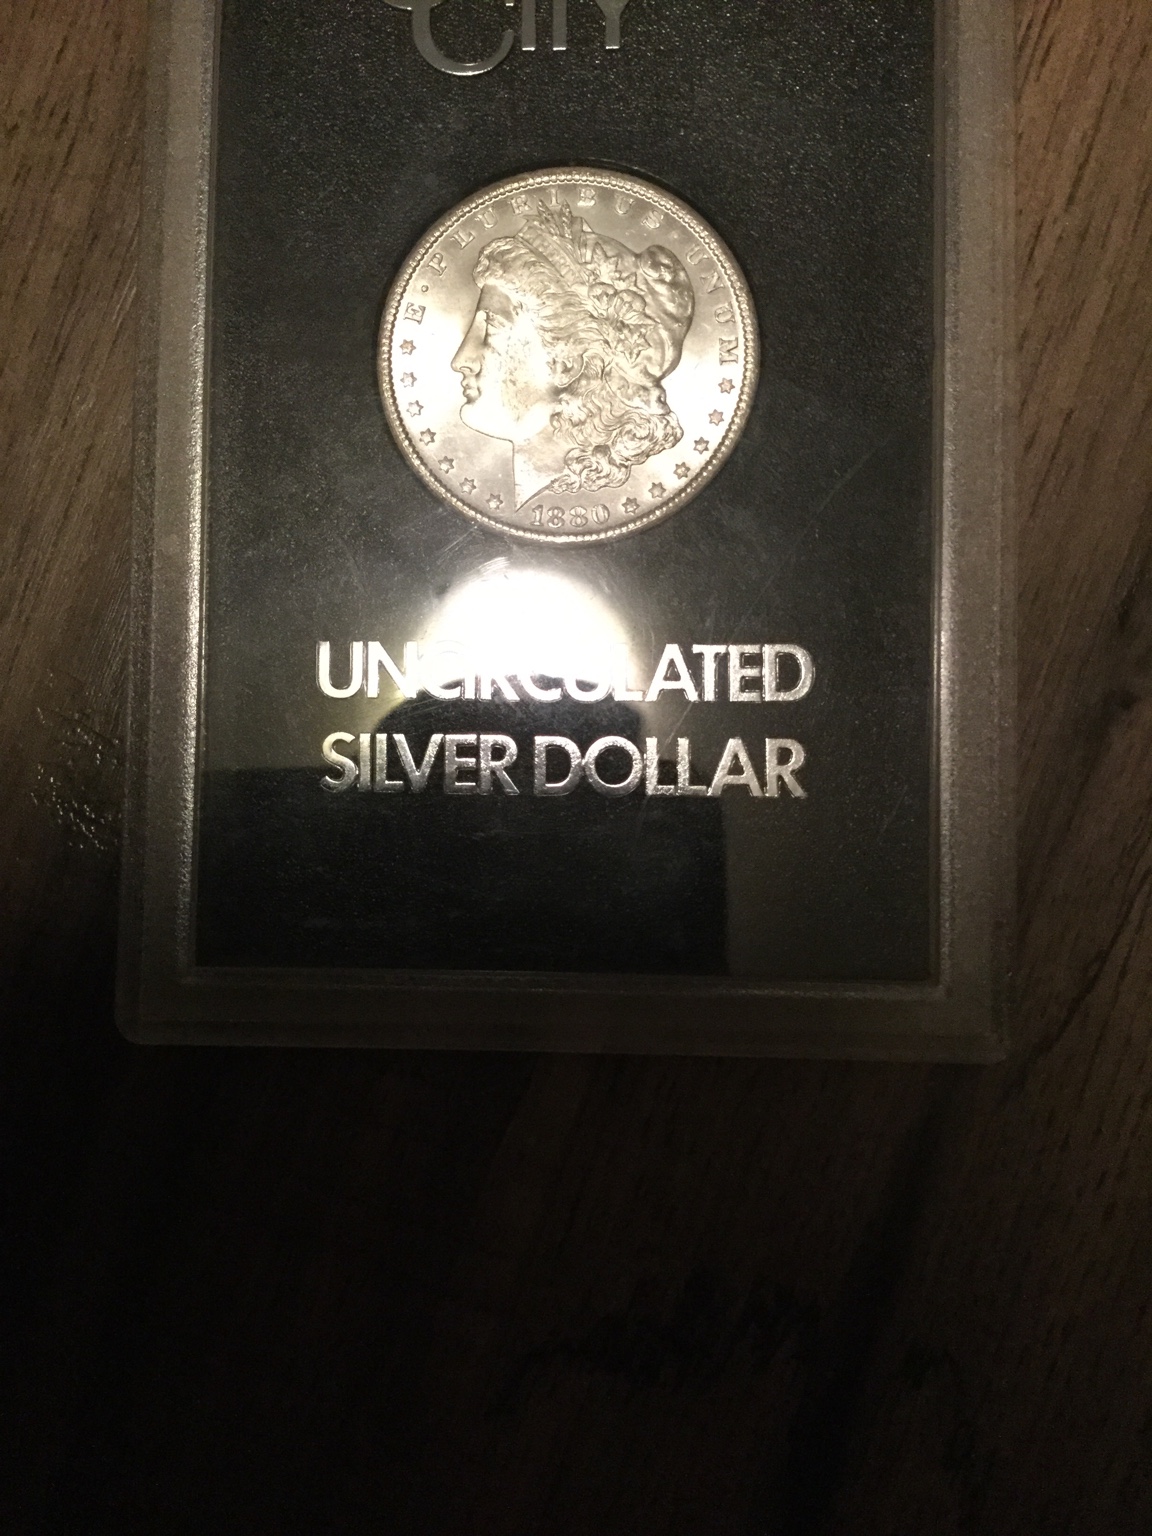 CITY
E·PLURIBUS·UNUM
1880
UNCIRCULATED
SILVER DOLLAR